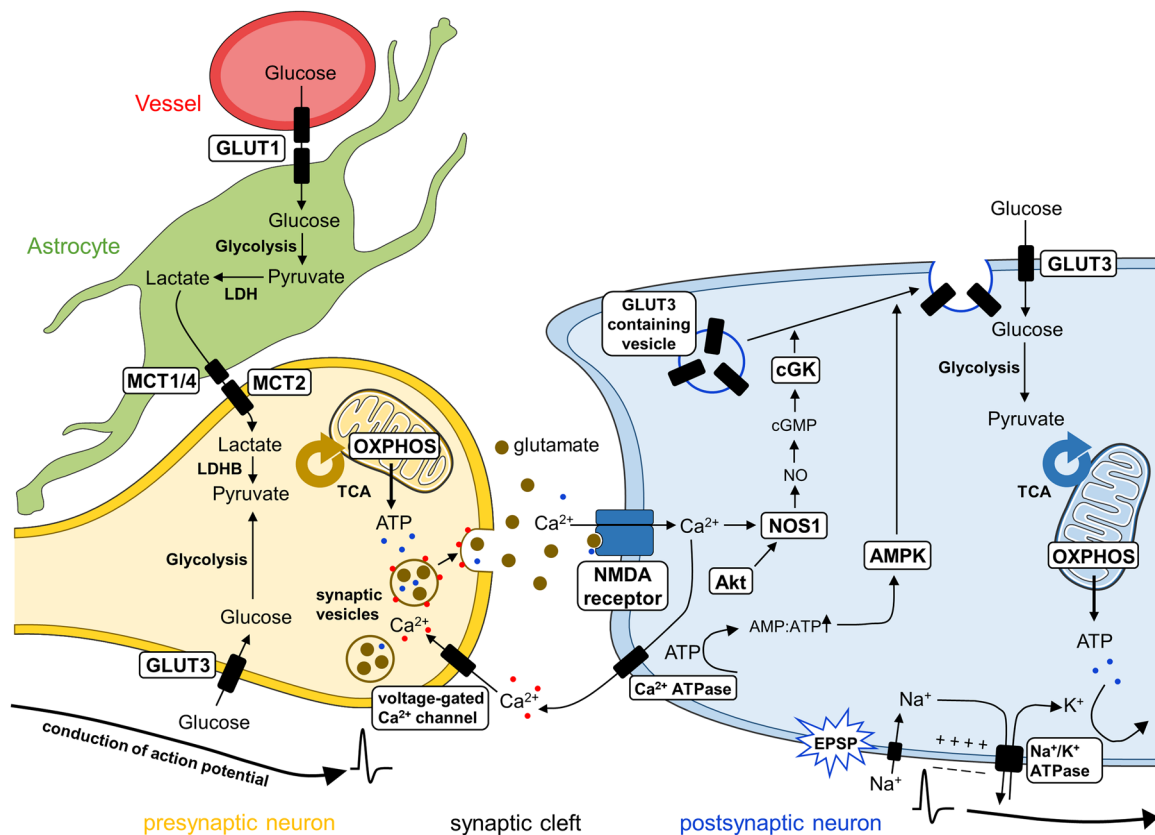 Glucose
Vessel
GLUT1
Glucose
Glycolysis
Astrocyte
Lactate
Pyruvate
LDH
MCT1/4
MCT2
Lactate
LDHB
Pyruvate
Glycolysis
Glucose
GLUT3
Glucose
OXPHOS
TCA
ATP
synaptic
vesicles
Ca²⁺
voltage-gated
Ca²⁺ channel
conduction of action potential
glutamate
Ca²⁺
NMDA
receptor
Ca²⁺
Ca²⁺
NOS1
Akt
NO
cGMP
cGK
GLUT3
containing
vesicle
AMPK
AMP:ATP
ATP
Ca²⁺ ATPase
Glucose
GLUT3
Glucose
Glycolysis
Pyruvate
TCA
OXPHOS
ATP
EPSP
Na⁺
Na⁺
++++
----
K⁺
Na⁺/K⁺
ATPase
presynaptic neuron
synaptic cleft
postsynaptic neuron